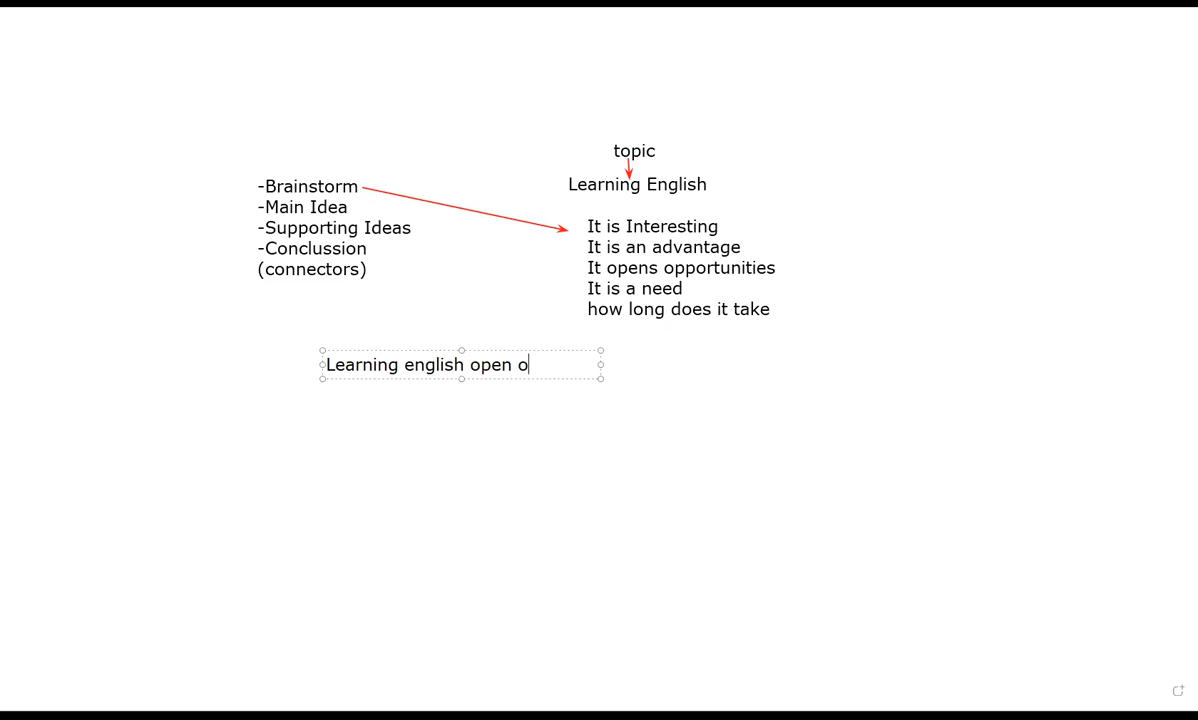 topic
Learning English
-Brainstorm
-Main Idea
-Supporting Ideas
-Conclussion
(connectors)
It is Interesting
It is an advantage
It opens opportunities
It is a need
how long does it take
Learning english open o